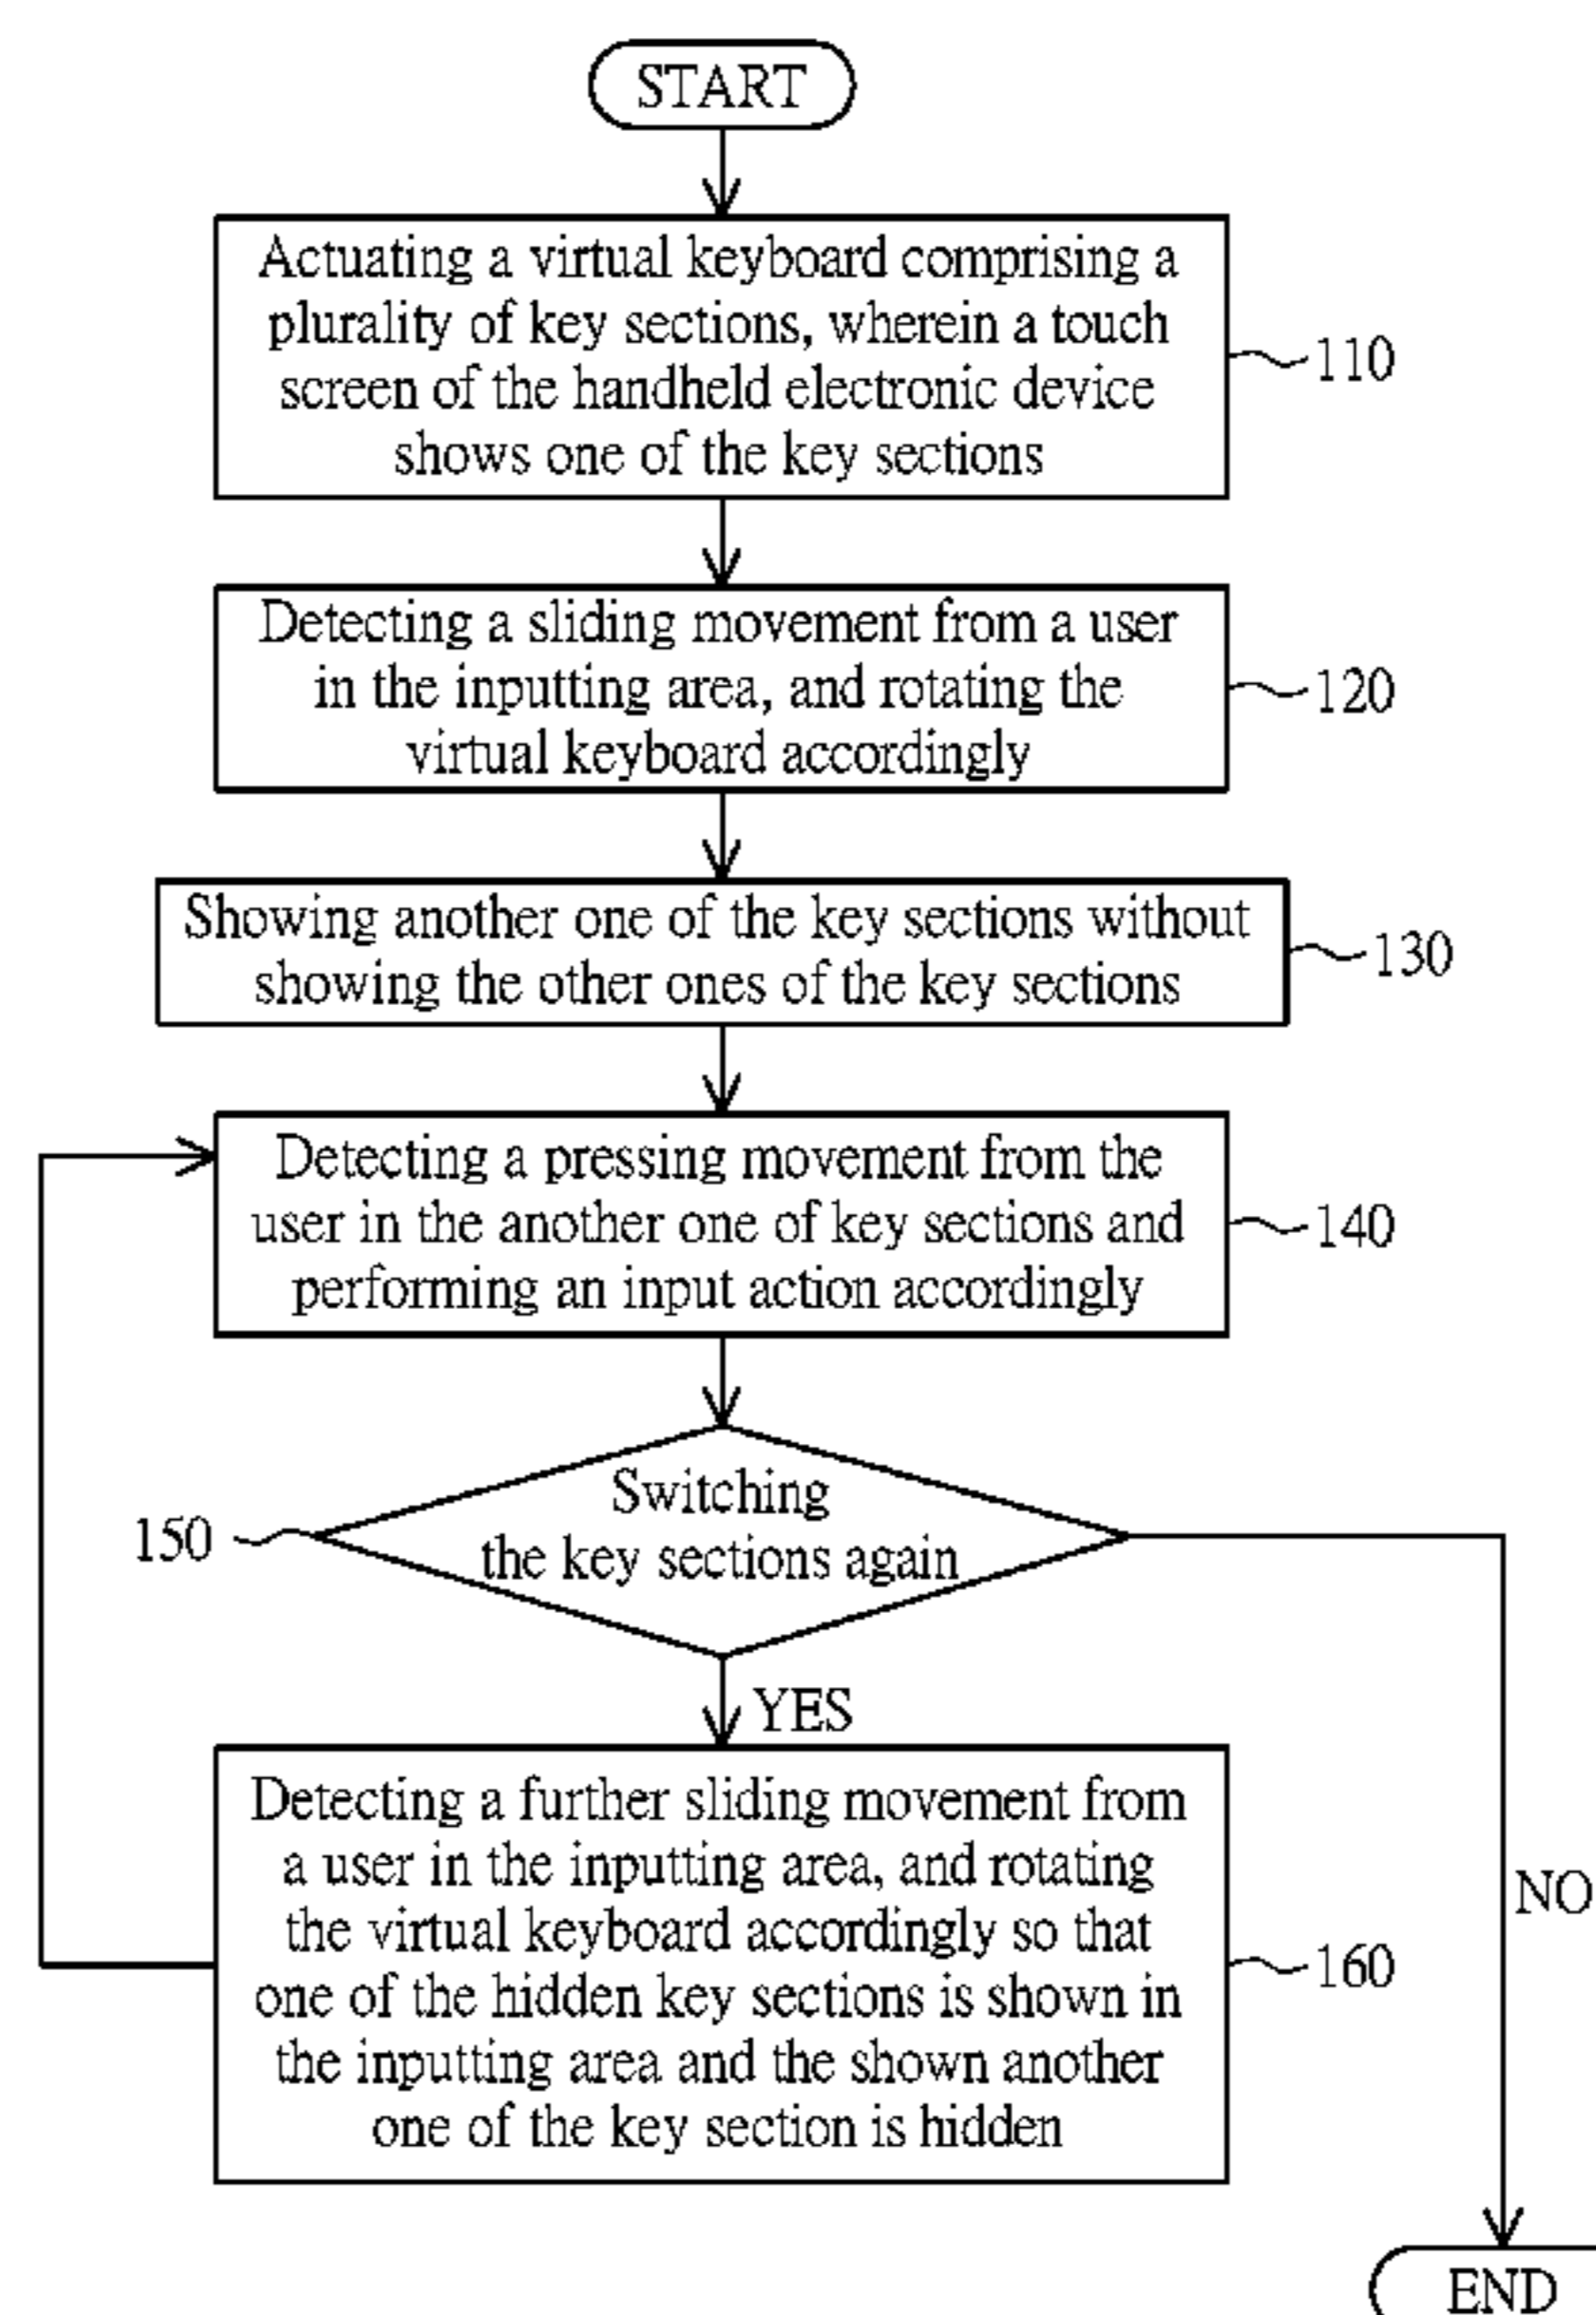 START
Actuating a virtual keyboard comprising a
plurality of key sections, wherein a touch
screen of the handheld electronic device
shows one of the key sections
110
Detecting a sliding movement from a user
in the inputting area, and rotating the
virtual keyboard accordingly
120
Showing another one of the key sections without
showing the other ones of the key sections
130
Detecting a pressing movement from the
user in the another one of key sections and
performing an input action accordingly
140
Switching
the key sections again
150
YES
NO
Detecting a further sliding movement from
a user in the inputting area, and rotating
the virtual keyboard accordingly so that
one of the hidden key sections is shown in
the inputting area and the shown another
one of the key section is hidden
160
END